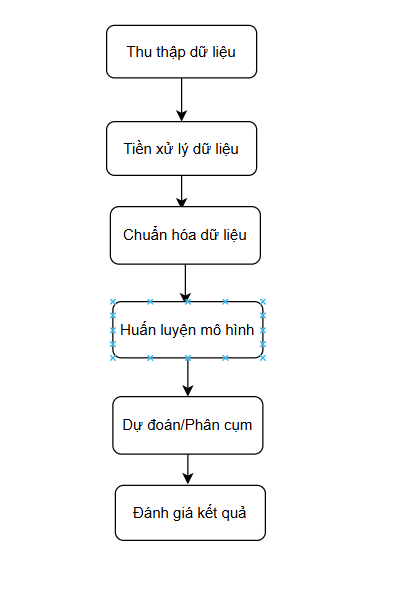 Thu thập dữ liệu
Tiền xử lý dữ liệu
Chuẩn hóa dữ liệu
Huấn luyện mô hình
Dự đoán/Phân cụm
Đánh giá kết quả